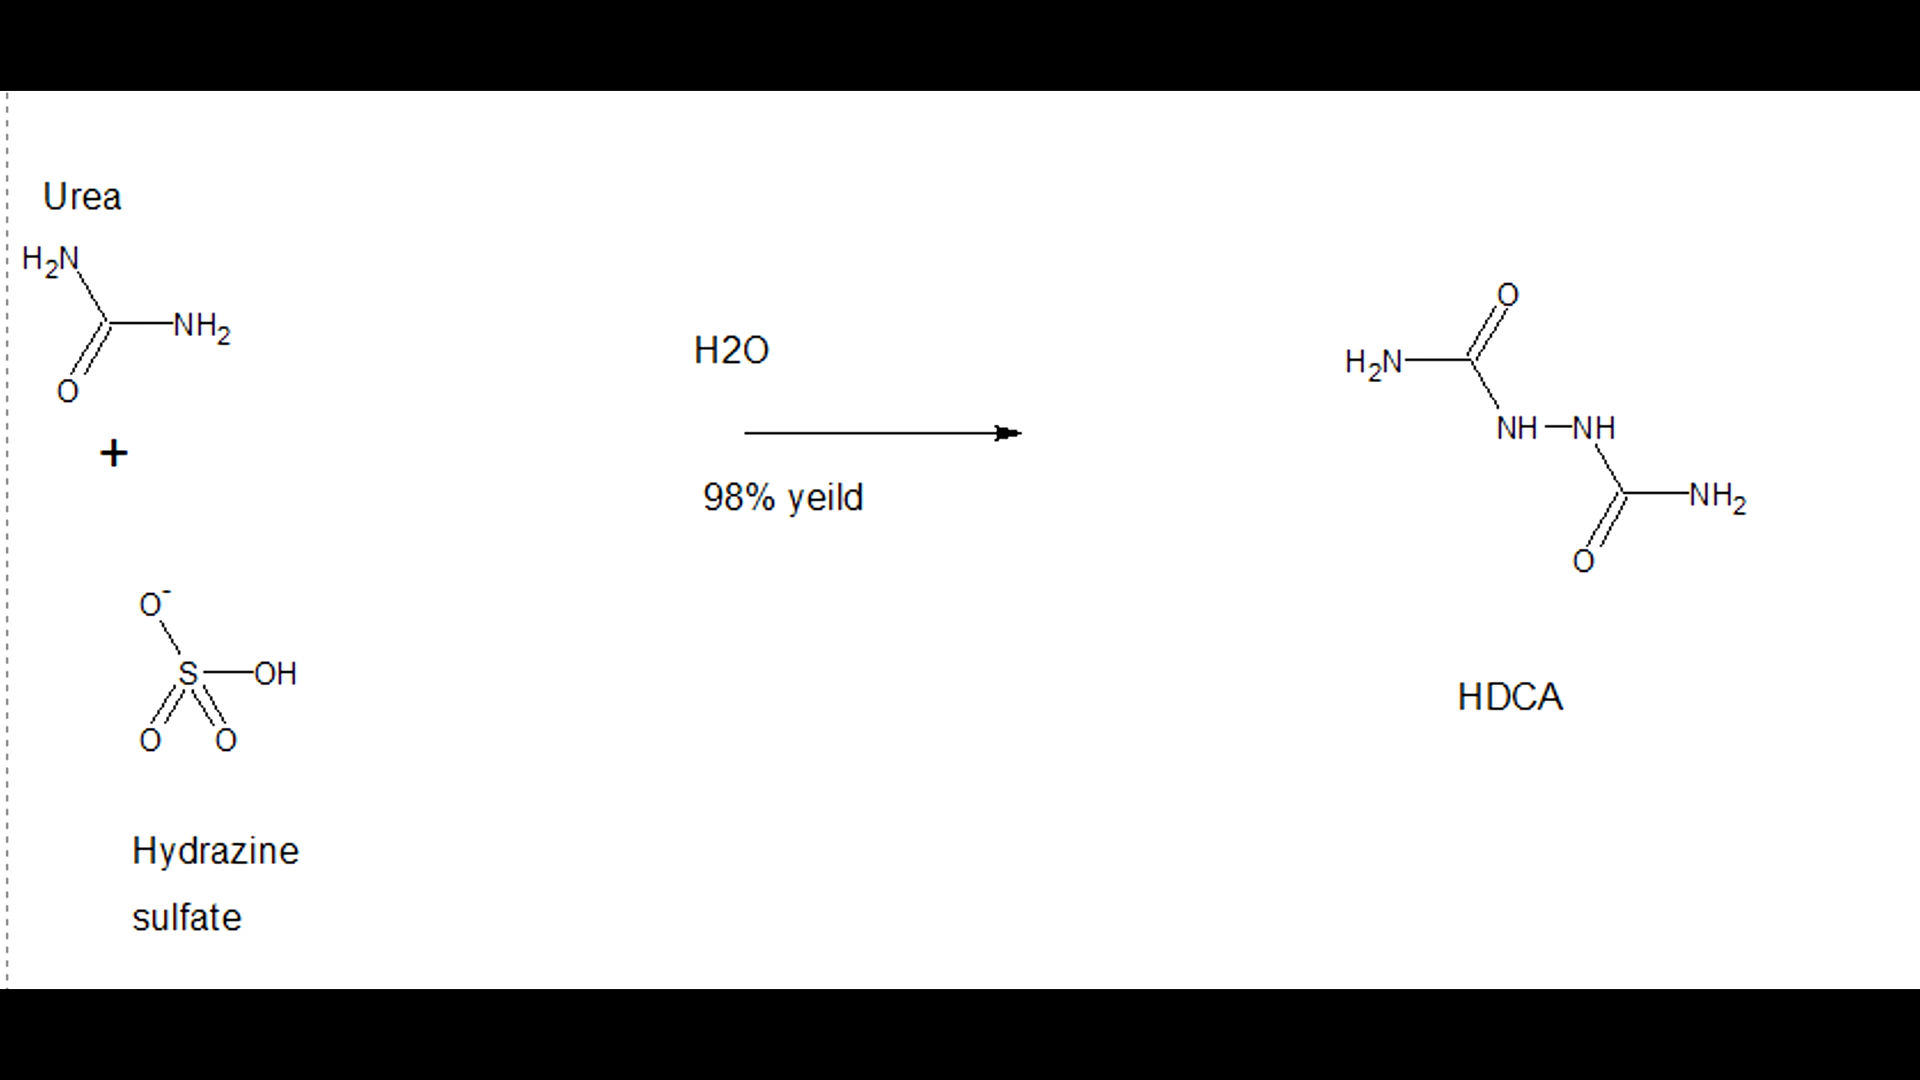 Urea
H₂N
NH₂
O
+
H2O
98% yeild
O
H₂N
NH
NH
NH₂
O
HDCA
O⁻
S
OH
O
O
Hydrazine
sulfate